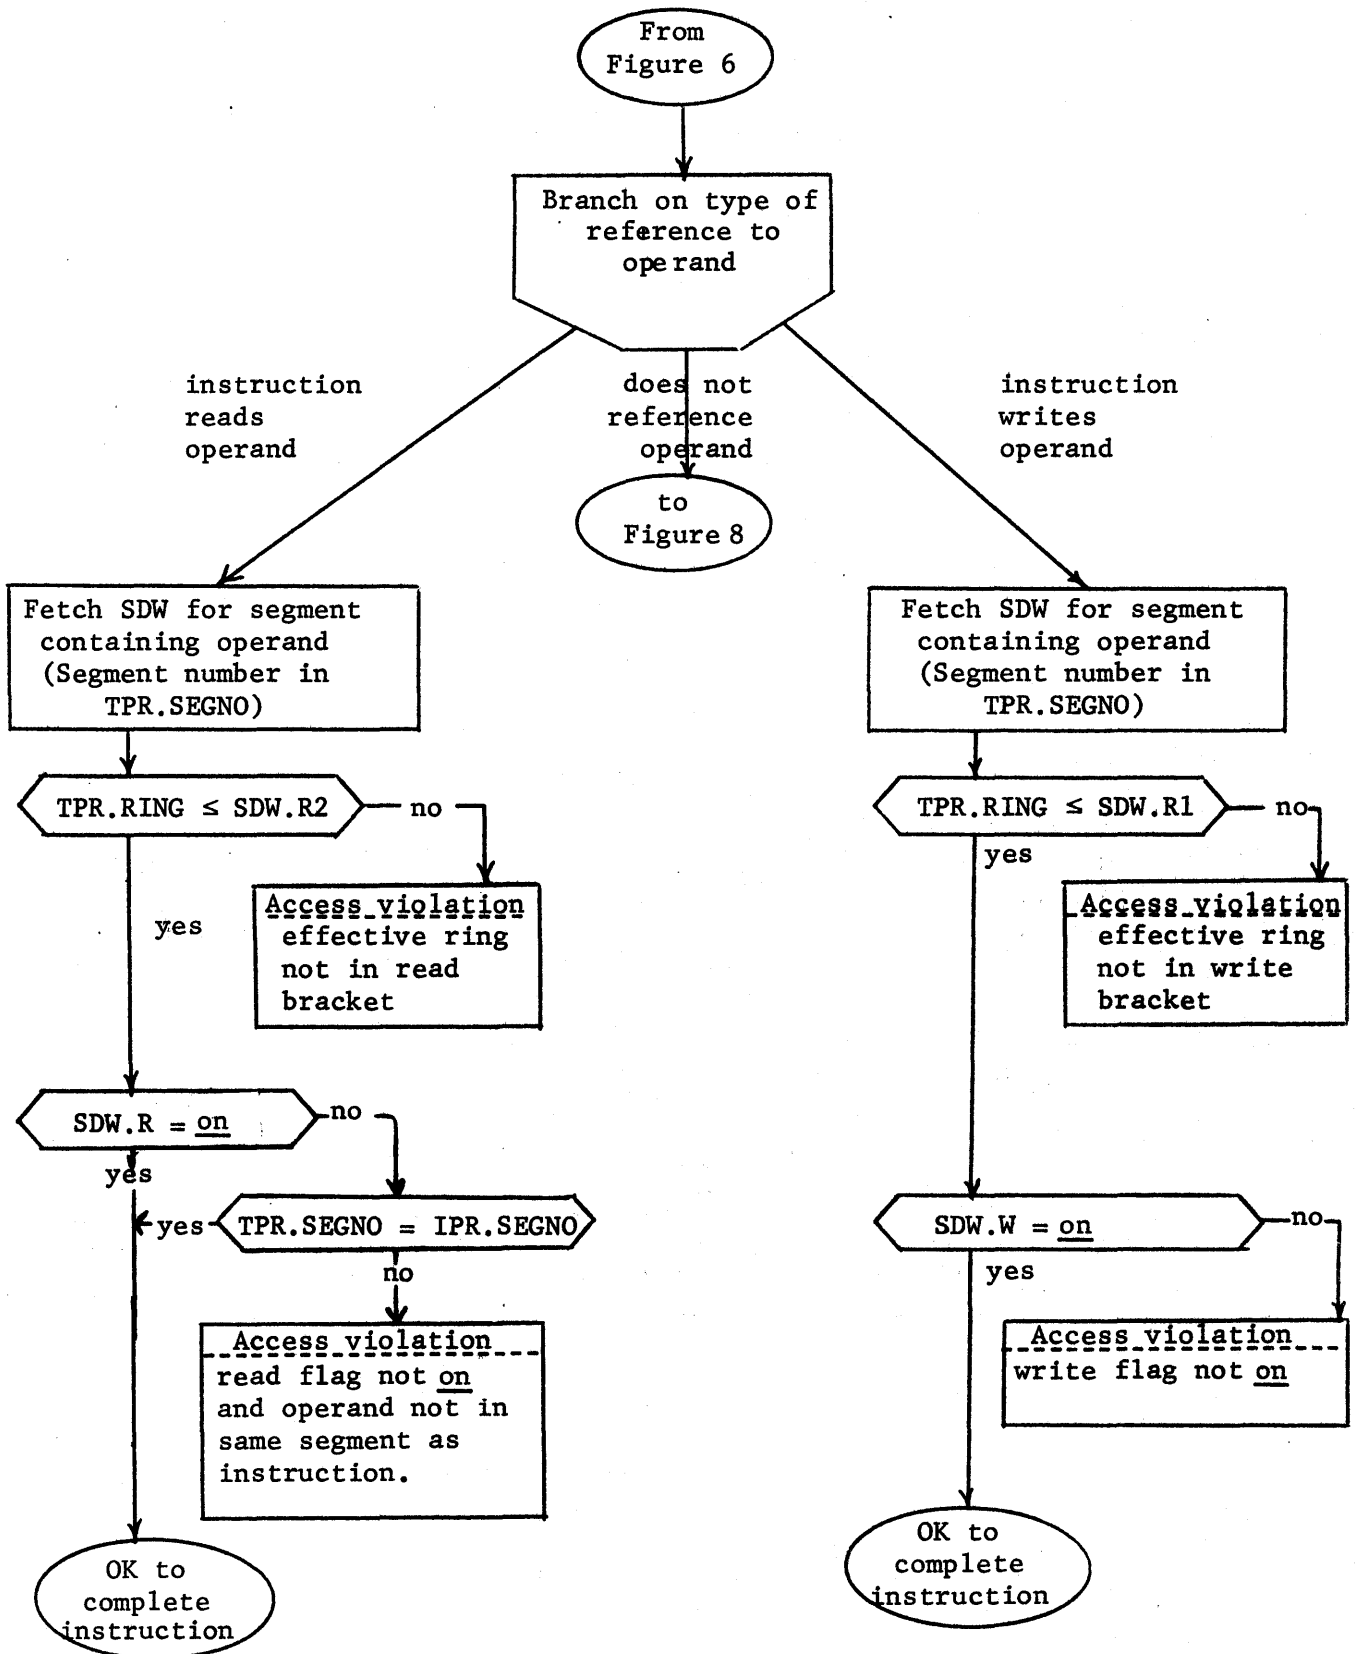 From
Figure 6
Branch on type of
reference to
operand
instruction
reads
operand
does not
reference
operand
instruction
writes
operand
to
Figure 8
Fetch SDW for segment
containing operand
(Segment number in
TPR.SEGNO)
TPR.RING ≤ SDW.R2
no
yes
Access violation
effective ring
not in read
bracket
SDW.R = on
no
yes
TPR.SEGNO = IPR.SEGNO
yes
no
Access violation
read flag not on
and operand not in
same segment as
instruction.
OK to
complete
instruction
Fetch SDW for segment
containing operand
(Segment number in
TPR.SEGNO)
TPR.RING ≤ SDW.R1
no
yes
Access violation
effective ring
not in write
bracket
SDW.W = on
no
yes
Access violation
write flag not on
OK to
complete
instruction